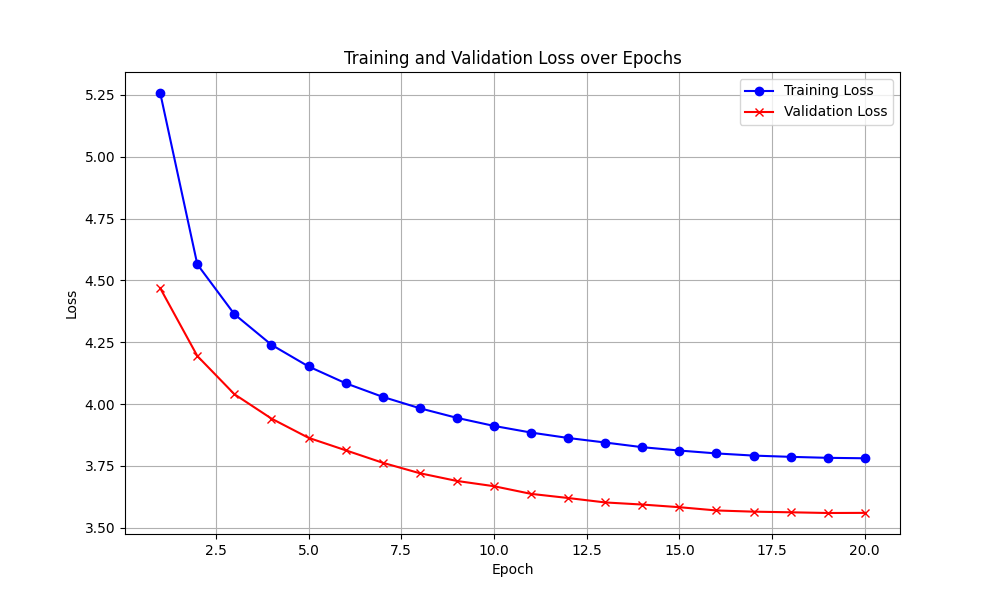 Training and Validation Loss over Epochs
Training Loss
Validation Loss
5.25
5.00
4.75
4.50
4.25
4.00
3.75
3.50
Loss
2.5 5.0 7.5 10.0 12.5 15.0 17.5 20.0
Epoch